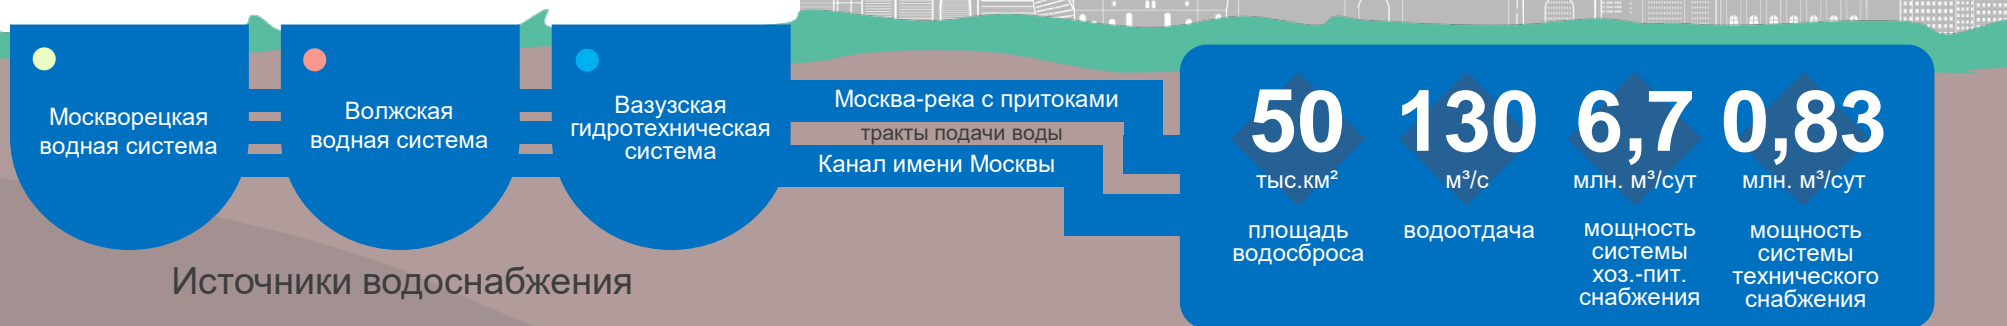 Москворецкая
водная система
Волжская
водная система
Вазузская
гидротехническая
система
Москва-река с притоками
тракты подачи воды
Канал имени Москвы
Источники водоснабжения
50
тыс.км²
площадь
водосброса
130
м³/с
водоотдача
6,7
млн. м³/сут
мощность
системы
хоз.-пит.
снабжения
0,83
млн. м³/сут
мощность
системы
технического
снабжения